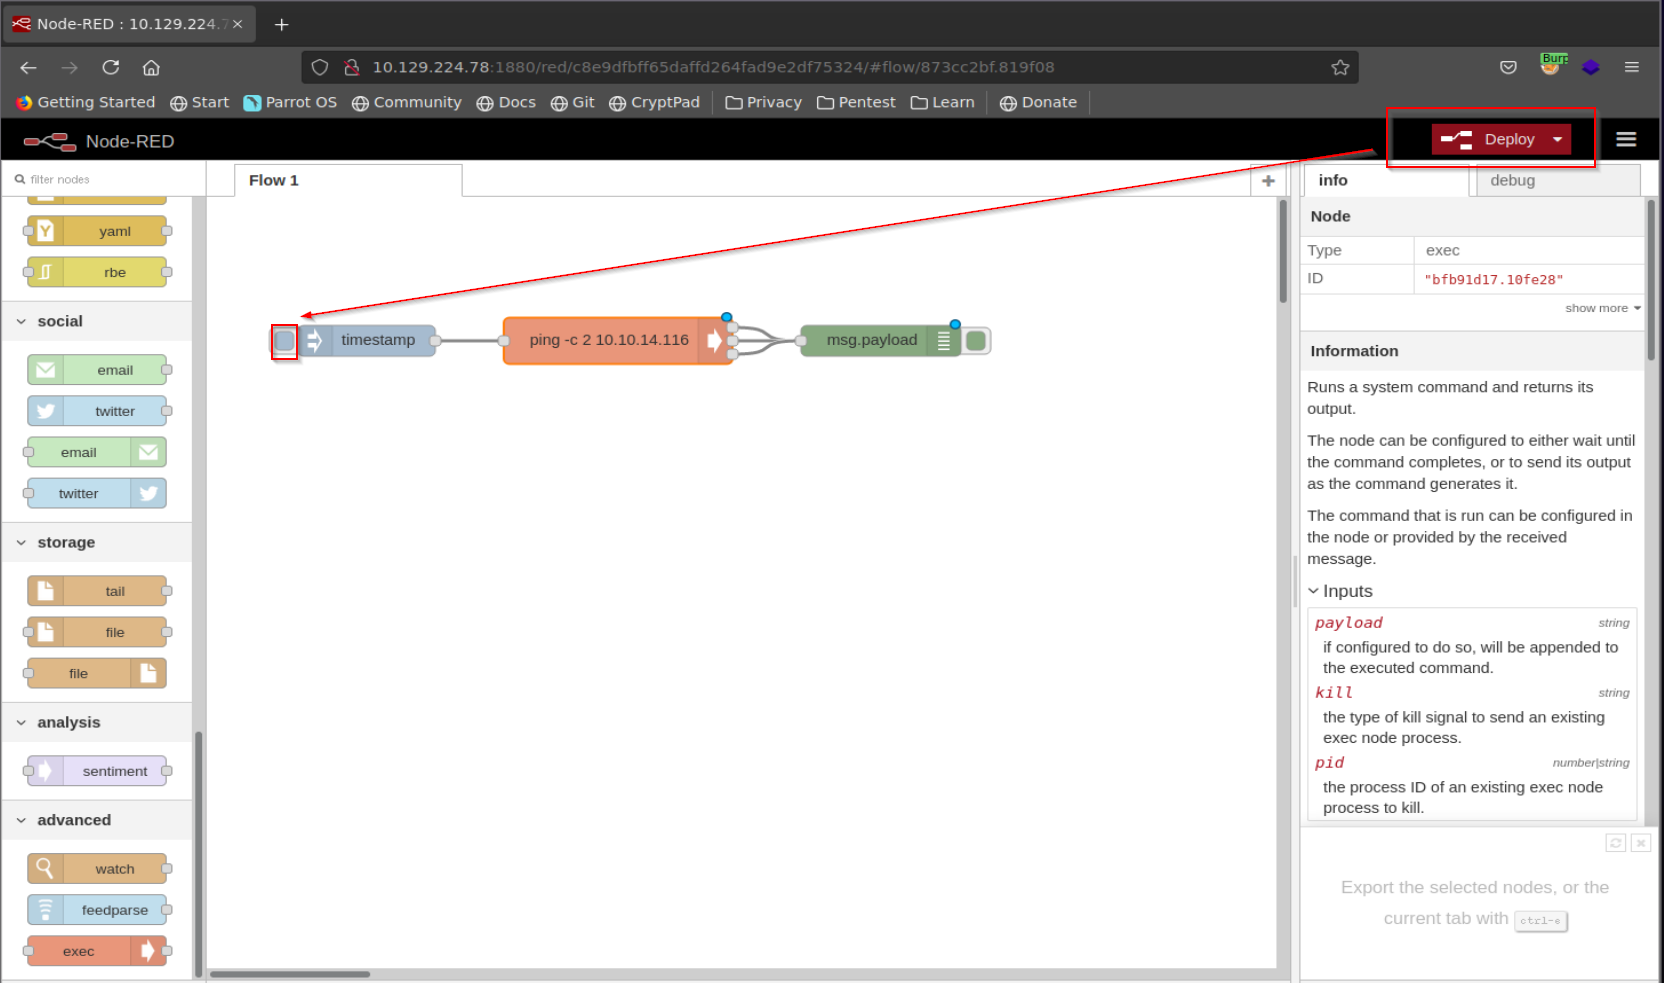 Node-RED : 10.129.224.7
Burp
10.129.224.78:1880/red/c8e9dfbff65daffd264fad9e2df75324/#flow/873cc2bf.819f08
Getting Started Start Parrot OS Community Docs Git CryptPad Privacy Pentest Learn Donate
Node-RED
Deploy
filter nodes
Flow 1
info
debug
yaml
rbe
social
email
twitter
email
twitter
storage
tail
file
file
analysis
sentiment
advanced
watch
feedparse
exec
timestamp
ping -c 2 10.10.14.116
msg.payload
Node
Type exec
ID "bfb91d17.10fe28"
show more
Information
Runs a system command and returns its
output.
The node can be configured to either wait until
the command completes, or to send its output
as the command generates it.
The command that is run can be configured in
the node or provided by the received
message.
Inputs
payload string
if configured to do so, will be appended to
the executed command.
kill string
the type of kill signal to send an existing
exec node process.
pid number|string
the process ID of an existing exec node
process to kill.
Export the selected nodes, or the
current tab with ctrl-e